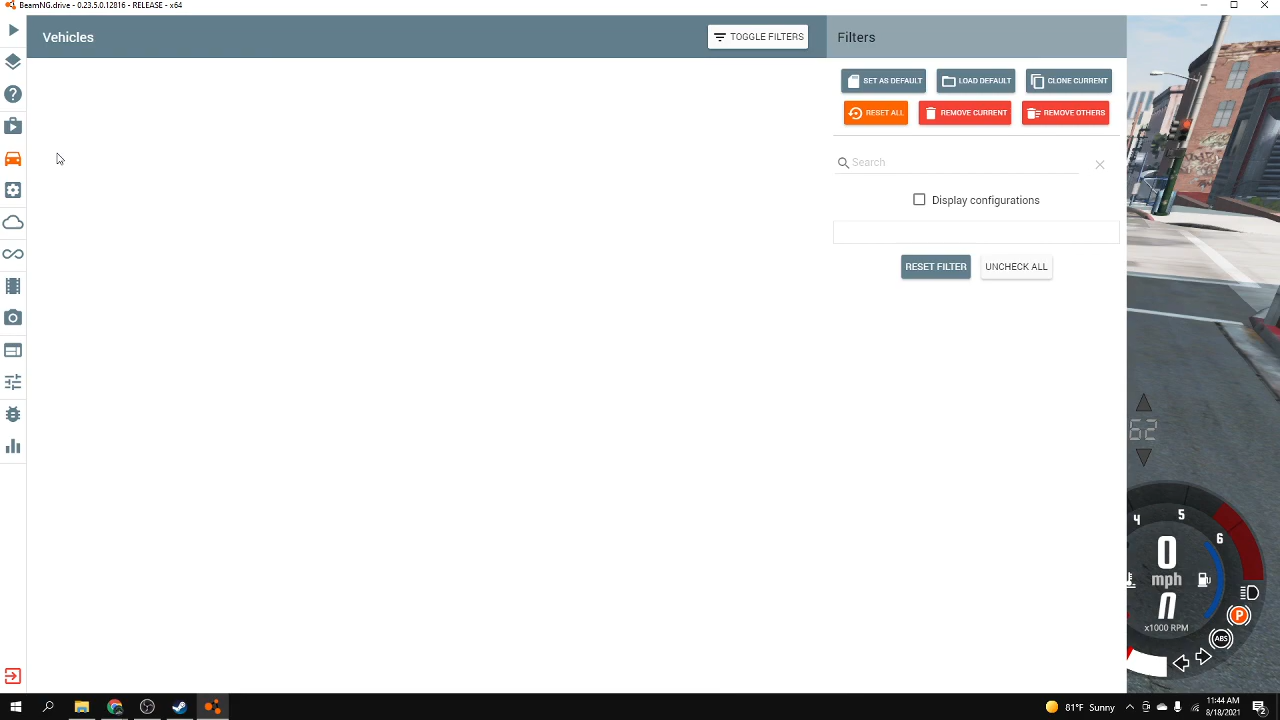 BeamNG.drive - 0.23.5.0.12816 - RELEASE - x64
Vehicles
TOGGLE FILTERS
Filters
SET AS DEFAULT
LOAD DEFAULT
CLONE CURRENT
RESET ALL
REMOVE CURRENT
REMOVE OTHERS
Search
Display configurations
RESET FILTER
UNCHECK ALL
62
4 5 6
0
mph
n
x1000 RPM
P
ABS
81°F Sunny
11:44 AM
8/18/2021
2